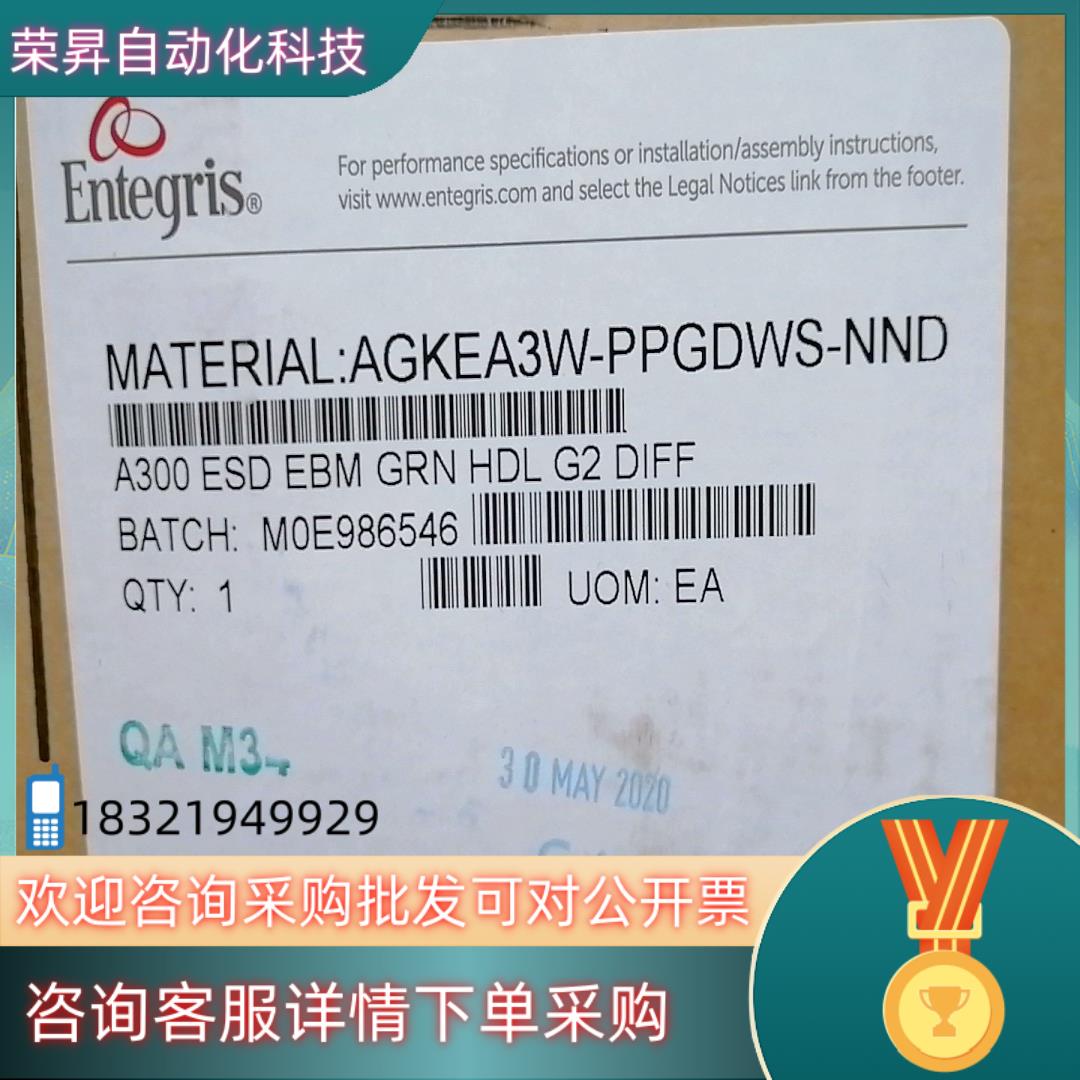 荣昇自动化科技
Entegris®
For performance specifications or installation/assembly instructions,
visit www.entegris.com and select the Legal Notices link from the footer.
MATERIAL:AGKEA3W-PPGDWS-NND
A300 ESD EBM GRN HDL G2 DIFF
BATCH: M0E986546
QTY: 1 UOM: EA
QA M34
30 MAY 2020
18321949929
欢迎咨询采购批发可对公开票
咨询客服详情下单采购